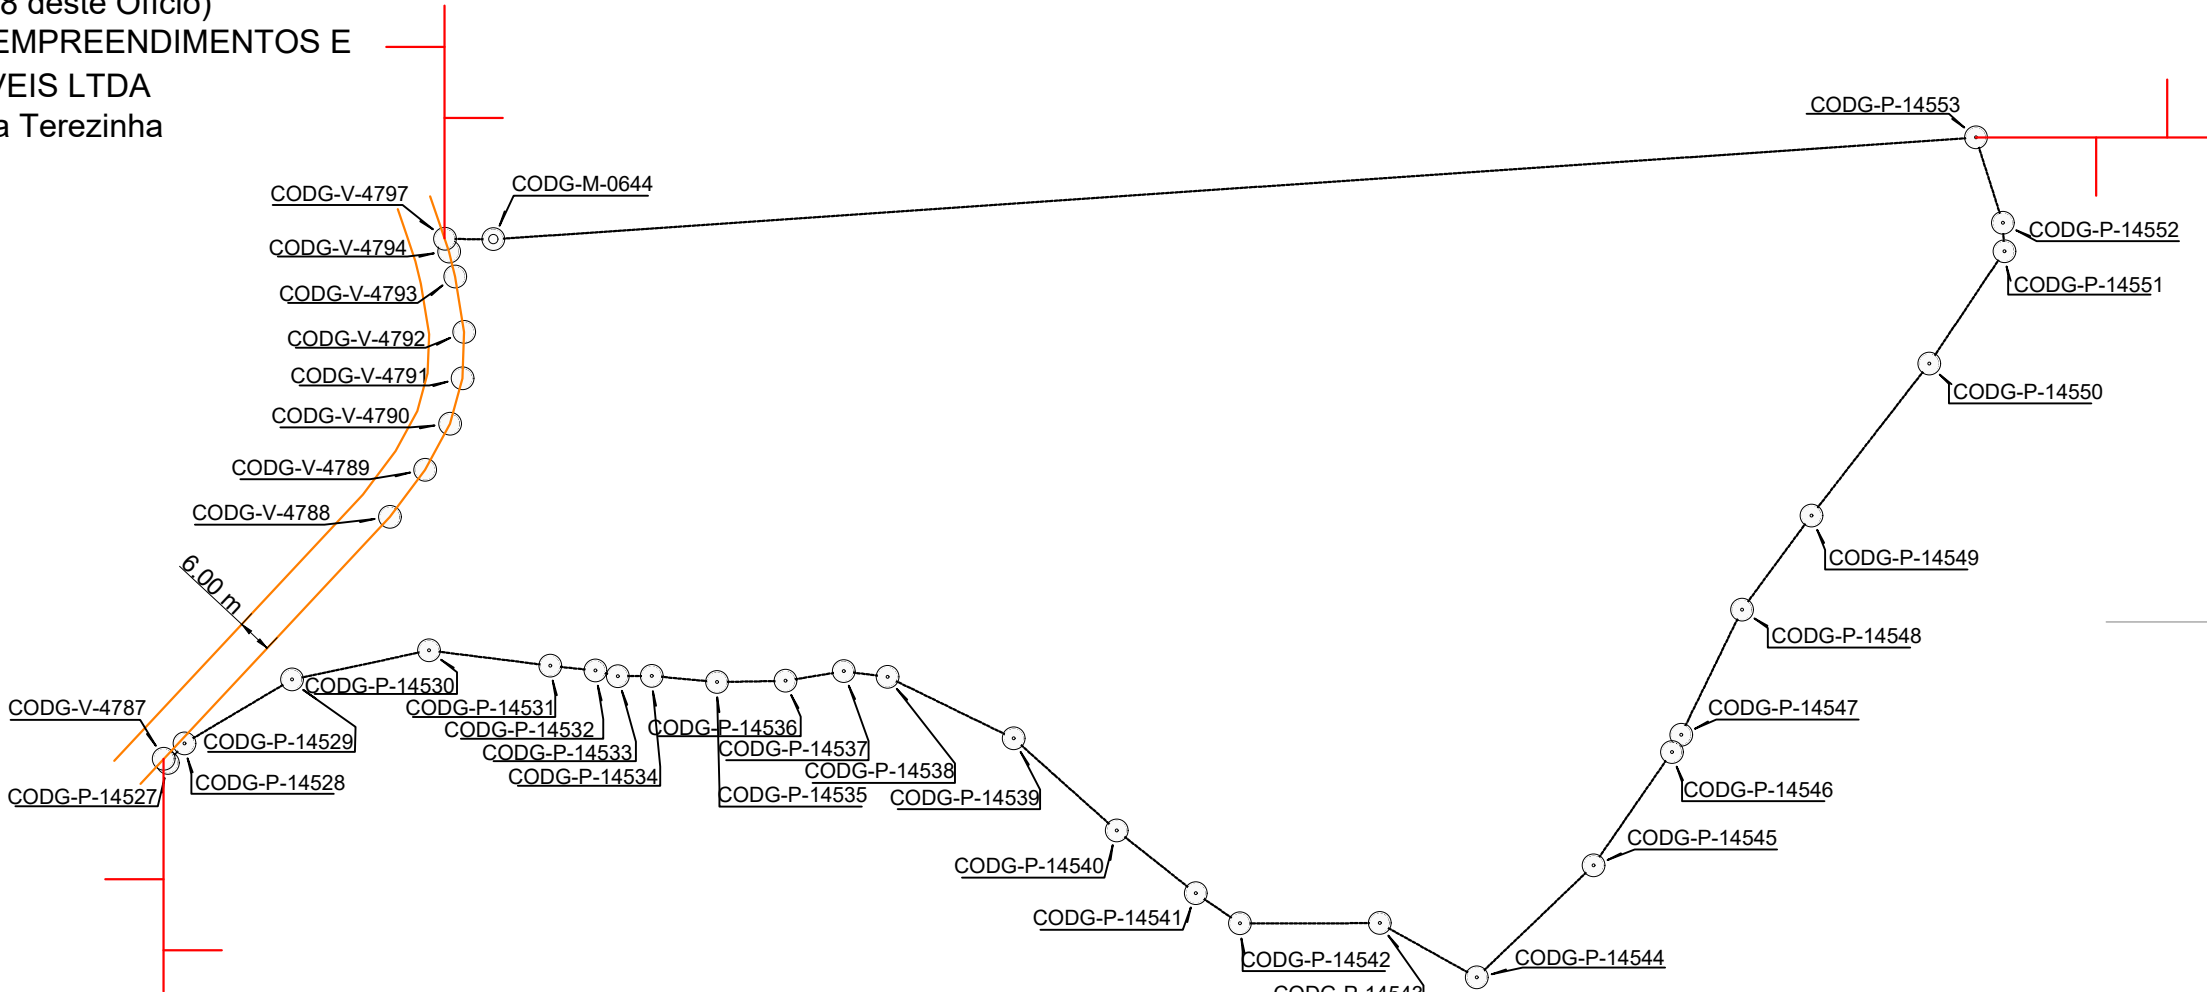 8 deste Ofício)
EMPREENDIMENTOS E
VEIS LTDA
a Terezinha
CODG-P-14553
CODG-V-4797
CODG-M-0644
CODG-V-4794
CODG-P-14552
CODG-V-4793
CODG-P-14551
CODG-V-4792
CODG-V-4791
CODG-P-14550
CODG-V-4790
CODG-V-4789
CODG-V-4788
CODG-P-14549
6.00 m
CODG-P-14548
CODG-P-14530
CODG-V-4787
CODG-P-14531
CODG-P-14547
CODG-P-14532
CODG-P-14536
CODG-P-14529
CODG-P-14533
CODG-P-14537
CODG-P-14534
CODG-P-14538
CODG-P-14528
CODG-P-14527
CODG-P-14535
CODG-P-14539
CODG-P-14546
CODG-P-14545
CODG-P-14540
CODG-P-14541
CODG-P-14542
CODG-P-14544
CODG-P-14543